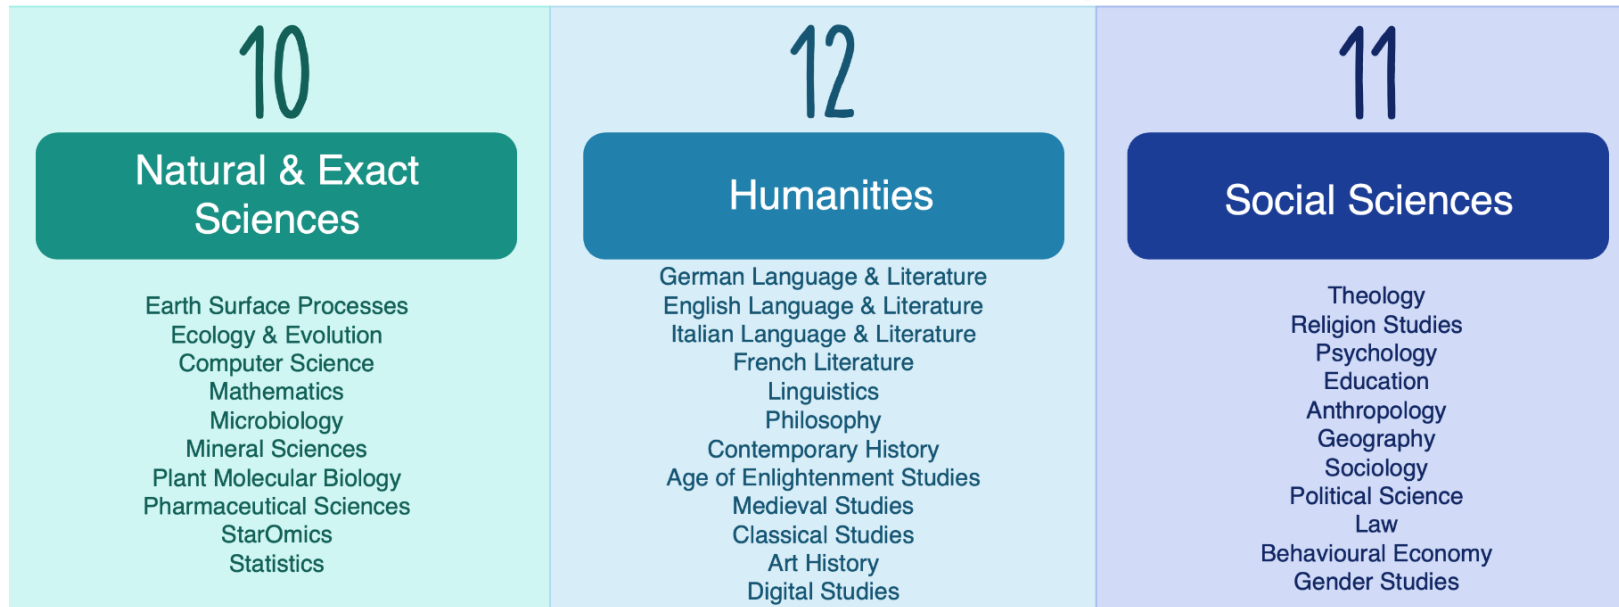 10
Natural & Exact
Sciences
Earth Surface Processes
Ecology & Evolution
Computer Science
Mathematics
Microbiology
Mineral Sciences
Plant Molecular Biology
Pharmaceutical Sciences
StarOmics
Statistics
12
Humanities
German Language & Literature
English Language & Literature
Italian Language & Literature
French Literature
Linguistics
Philosophy
Contemporary History
Age of Enlightenment Studies
Medieval Studies
Classical Studies
Art History
Digital Studies
11
Social Sciences
Theology
Religion Studies
Psychology
Education
Anthropology
Geography
Sociology
Political Science
Law
Behavioural Economy
Gender Studies